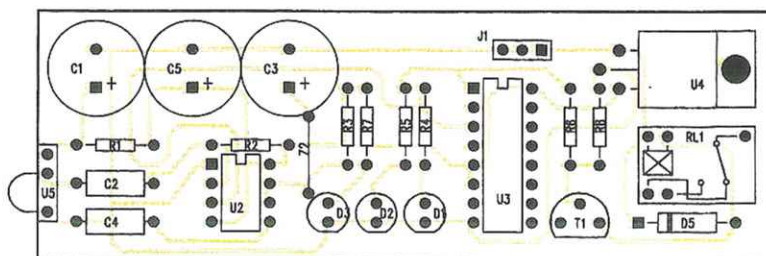 J1
C1 + C5 + C3 +
U4
R3 R7 R5 R4 R6 R8
RL1
R1 R2
U5 C2 U2 U3
C4 D3 D2 D1 T1 D5